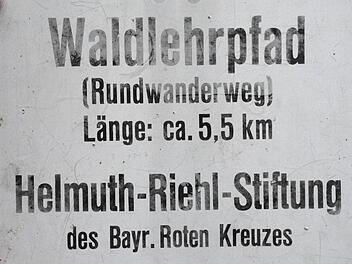 Waldlehrpfad
(Rundwanderweg)
Länge: ca. 5,5 km
Helmuth-Riehl-Stiftung
des Bayr. Roten Kreuzes